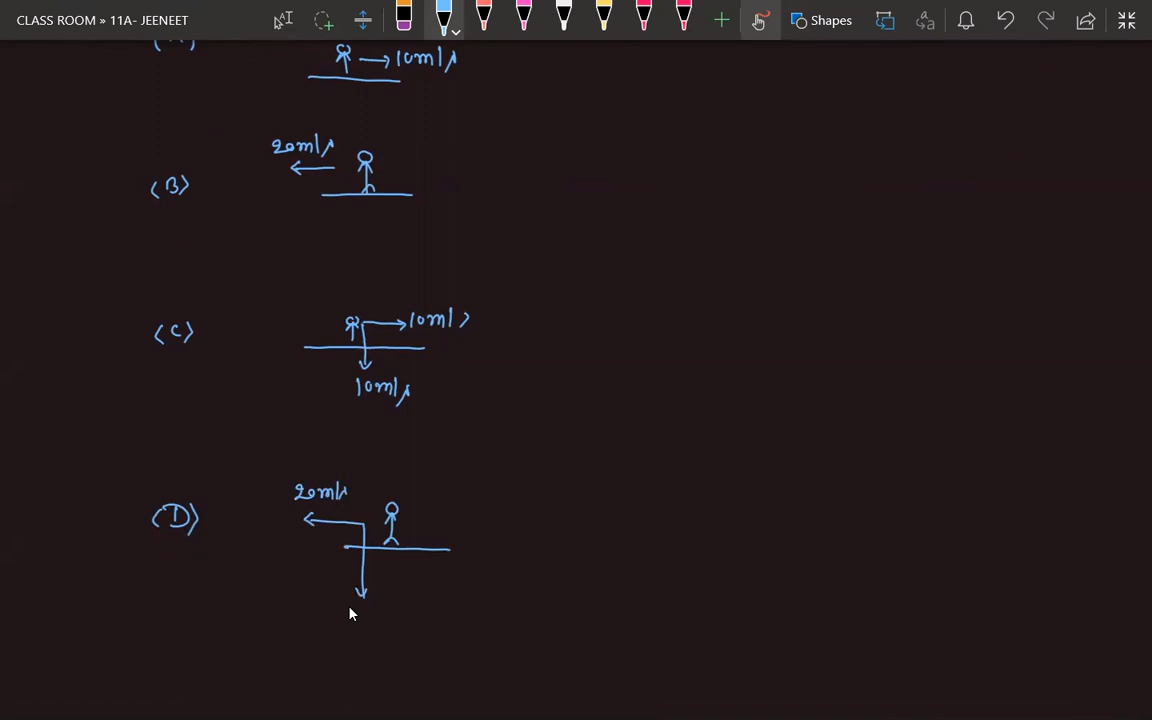 CLASS ROOM » 11A- JEENEET
Shapes
10m/s
20m/s
(B)
(C)
10m/s
10m/s
20m/s
(D)